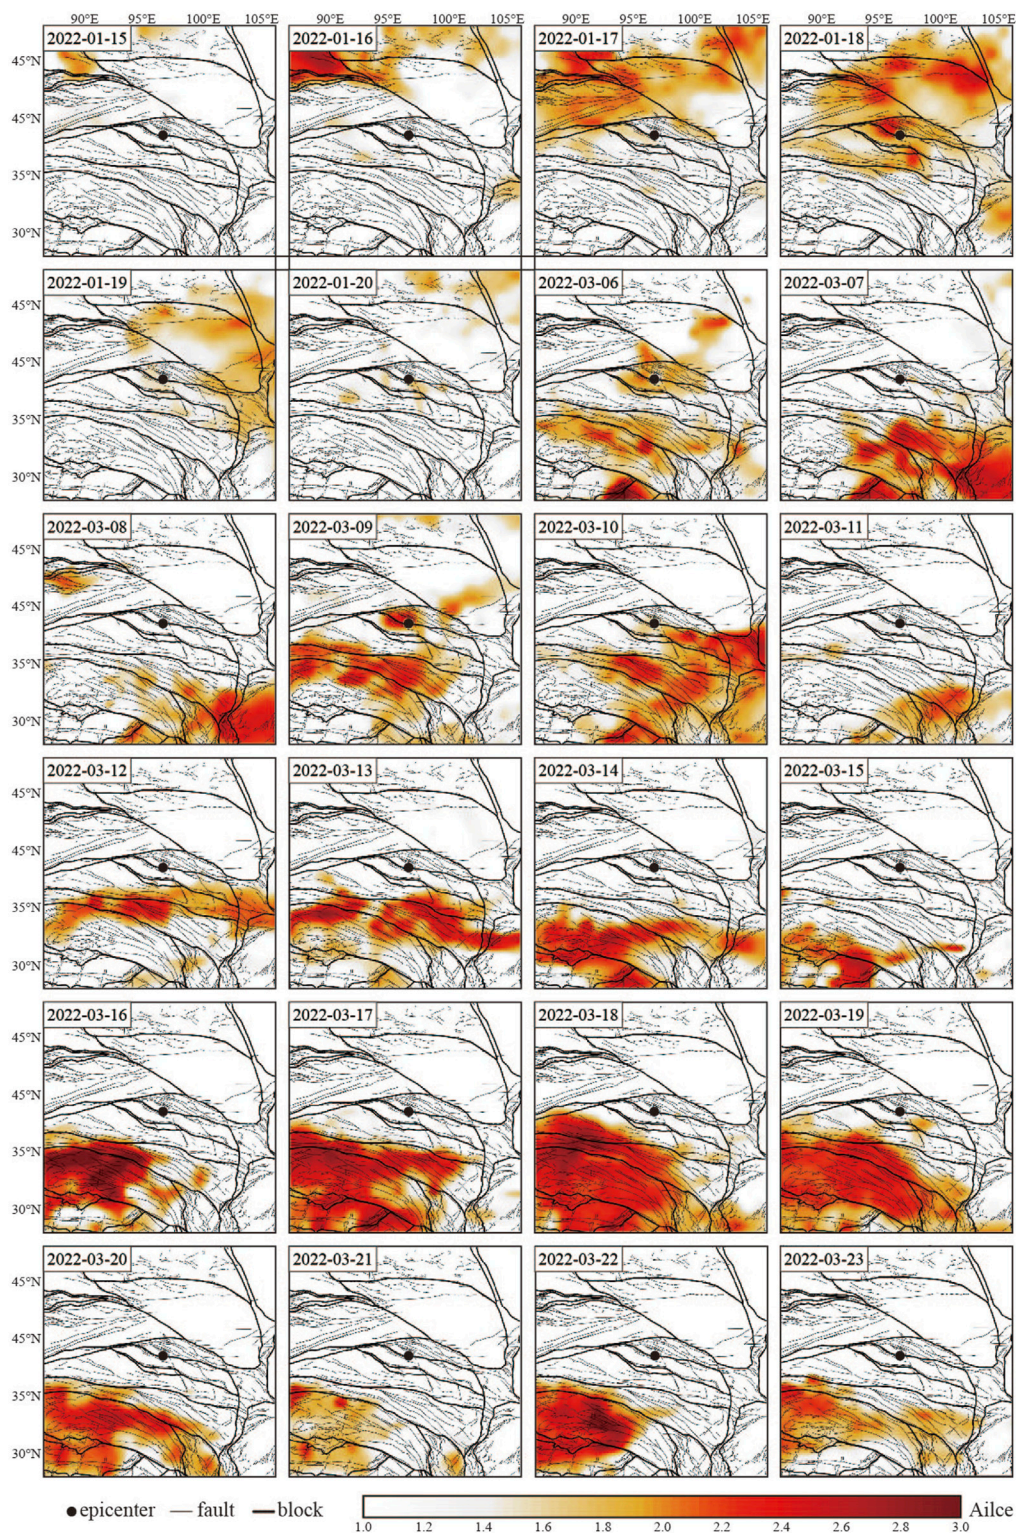 90°E 95°E 100°E 105°E 90°E 95°E 100°E 105°E 90°E 95°E 100°E 105°E 90°E 95°E 100°E 105°E
2022-01-15 2022-01-16 2022-01-17 2022-01-18
45°N
45°N
35°N
30°N
2022-01-19 2022-01-20 2022-03-06 2022-03-07
45°N
45°N
35°N
30°N
2022-03-08 2022-03-09 2022-03-10 2022-03-11
45°N
45°N
35°N
30°N
2022-03-12 2022-03-13 2022-03-14 2022-03-15
45°N
45°N
35°N
30°N
2022-03-16 2022-03-17 2022-03-18 2022-03-19
45°N
45°N
35°N
30°N
2022-03-20 2022-03-21 2022-03-22 2022-03-23
45°N
45°N
35°N
30°N
epicenter fault block Ailce
1.0 1.2 1.4 1.6 1.8 2.0 2.2 2.4 2.6 2.8 3.0